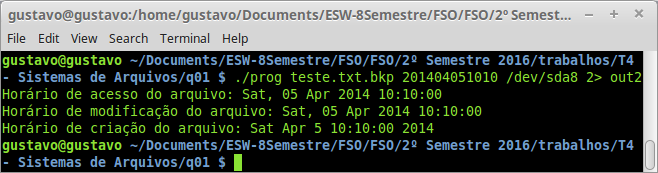 gustavo@gustavo:/home/gustavo/Documents/ESW-8Semestre/FSO/FSO/2º Semest...
File Edit View Search Terminal Help
gustavo@gustavo ~/Documents/ESW-8Semestre/FSO/FSO/2º Semestre 2016/trabalhos/T4
- Sistemas de Arquivos/q01 $ ./prog teste.txt.bkp 201404051010 /dev/sda8 2> out2
Horário de acesso do arquivo: Sat, 05 Apr 2014 10:10:00
Horário de modificação do arquivo: Sat, 05 Apr 2014 10:10:00
Horário de criação do arquivo: Sat Apr 5 10:10:00 2014
gustavo@gustavo ~/Documents/ESW-8Semestre/FSO/FSO/2º Semestre 2016/trabalhos/T4
- Sistemas de Arquivos/q01 $